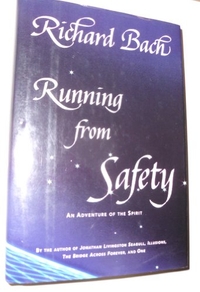 Richard Bach
Running
from
Safety
AN ADVENTURE OF THE SPIRIT
BY THE AUTHOR OF JONATHAN LIVINGSTON SEAGULL, ILLUSIONS,
THE BRIDGE ACROSS FOREVER, AND ONE